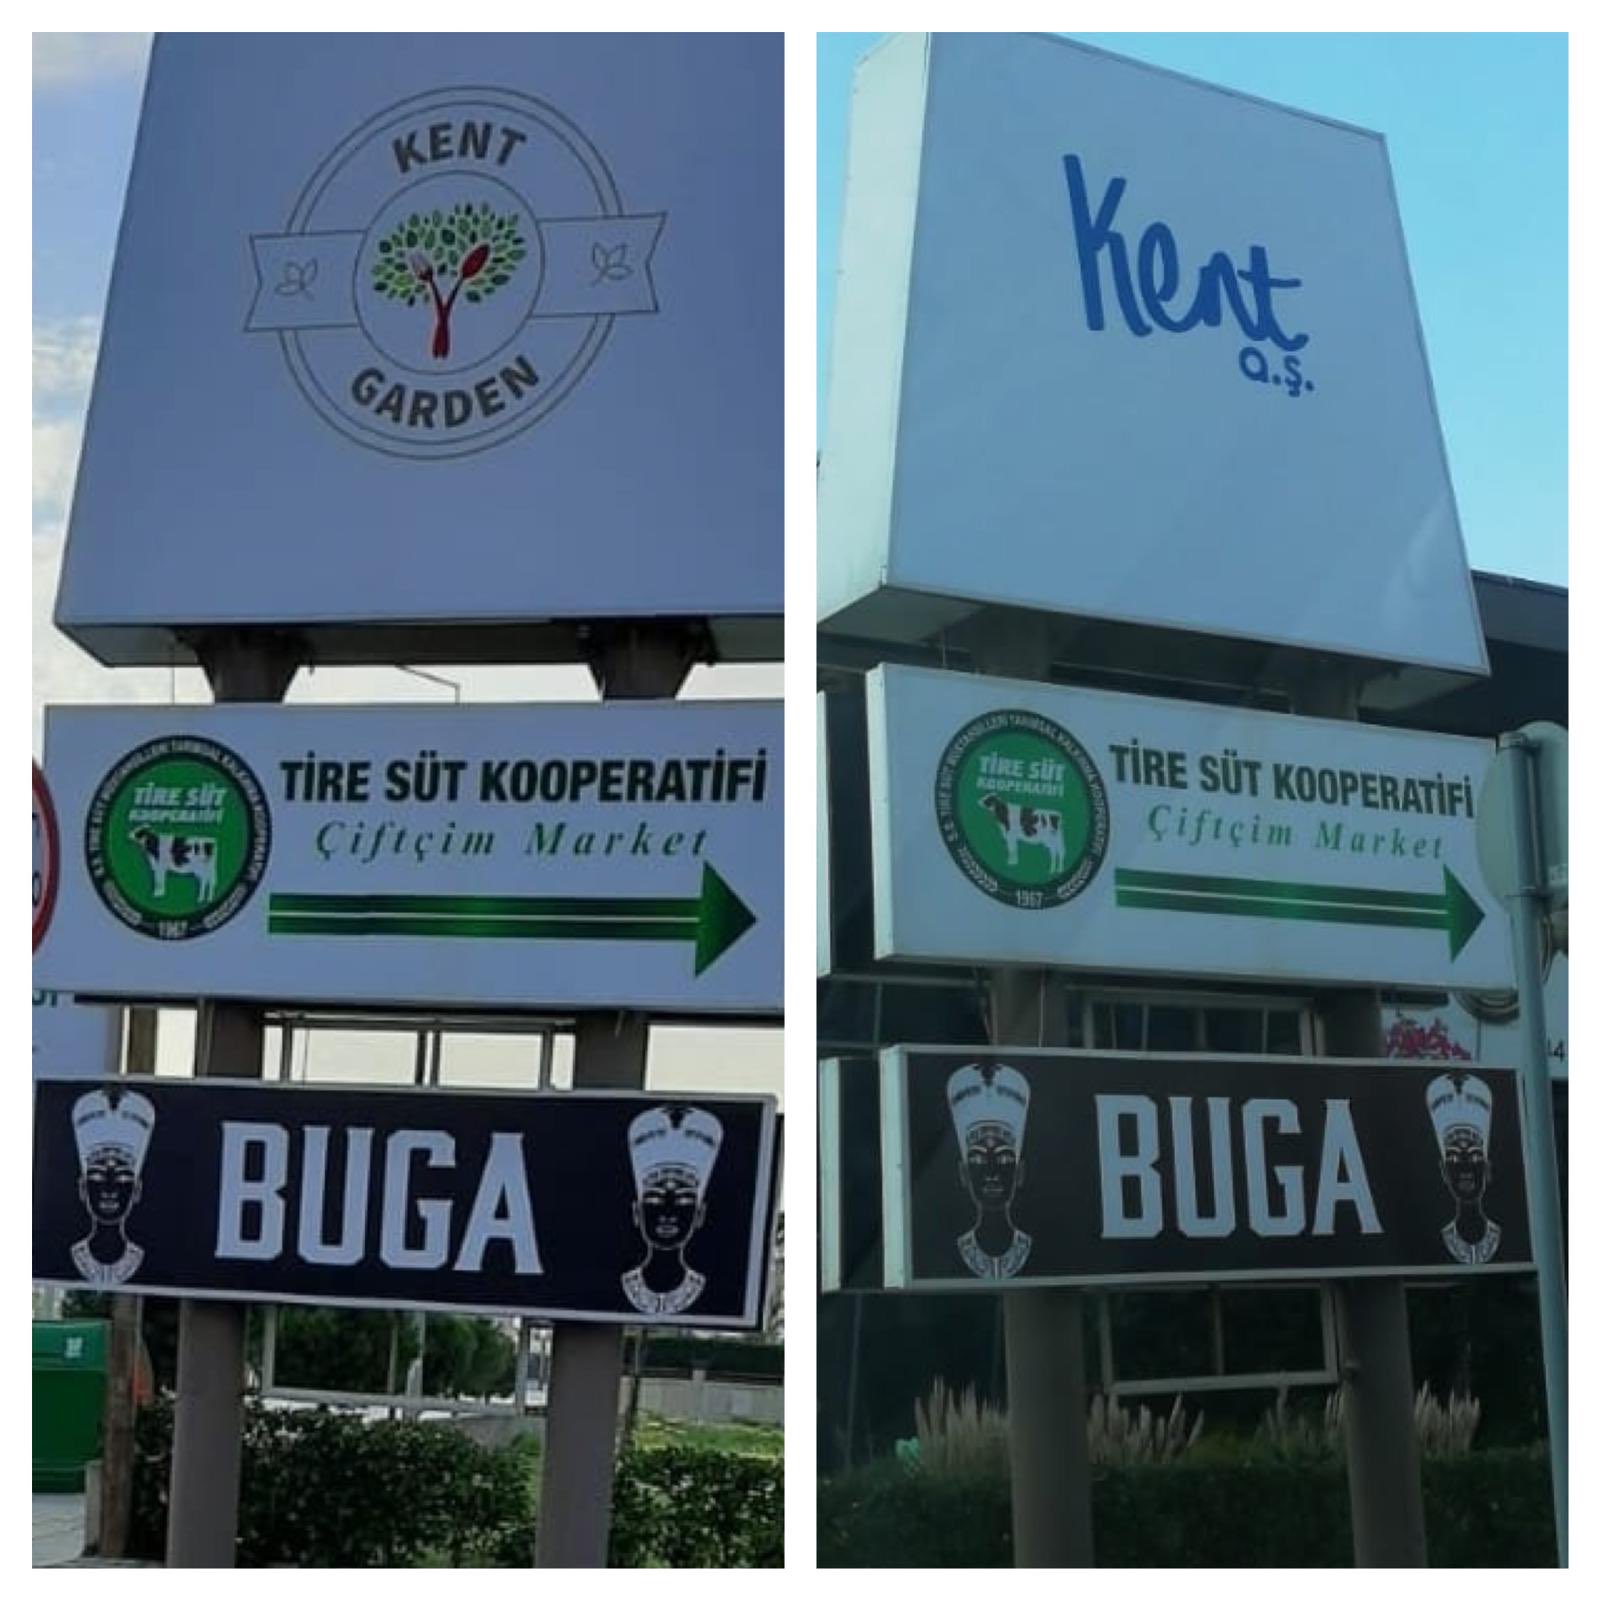 KENT
GARDEN
TİRE SÜT
KOOPERATİFİ
1967
TİRE SÜT KOOPERATİFİ
Çiftçim Market
BUGA
Kent
a.ş.
TİRE SÜT
KOOPERATİFİ
1967
TİRE SÜT KOOPERATİFİ
Çiftçim Market
BUGA